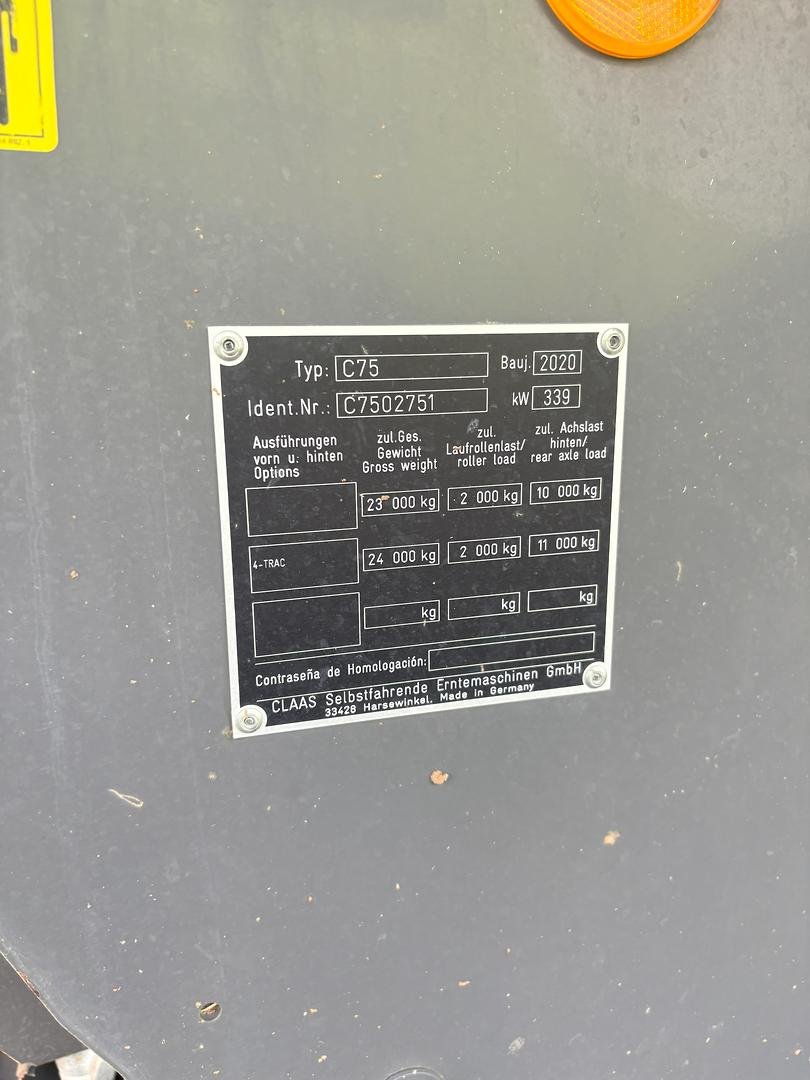 Typ: C75 Bauj. 2020
Ident.Nr.: C7502751 kW 339
Ausführungen
vorn u. hinten
Options
zul.Ges.
Gewicht
Gross weight
zul.
Laufrollenlast/
roller load
zul. Achslast
hinten/
rear axle load
23 000 kg 2 000 kg 10 000 kg
4-TRAC 24 000 kg 2 000 kg 11 000 kg
kg kg kg
Contraseña de Homologación:
CLAAS Selbstfahrende Erntemaschinen GmbH
33428 Harsewinkel. Made in Germany